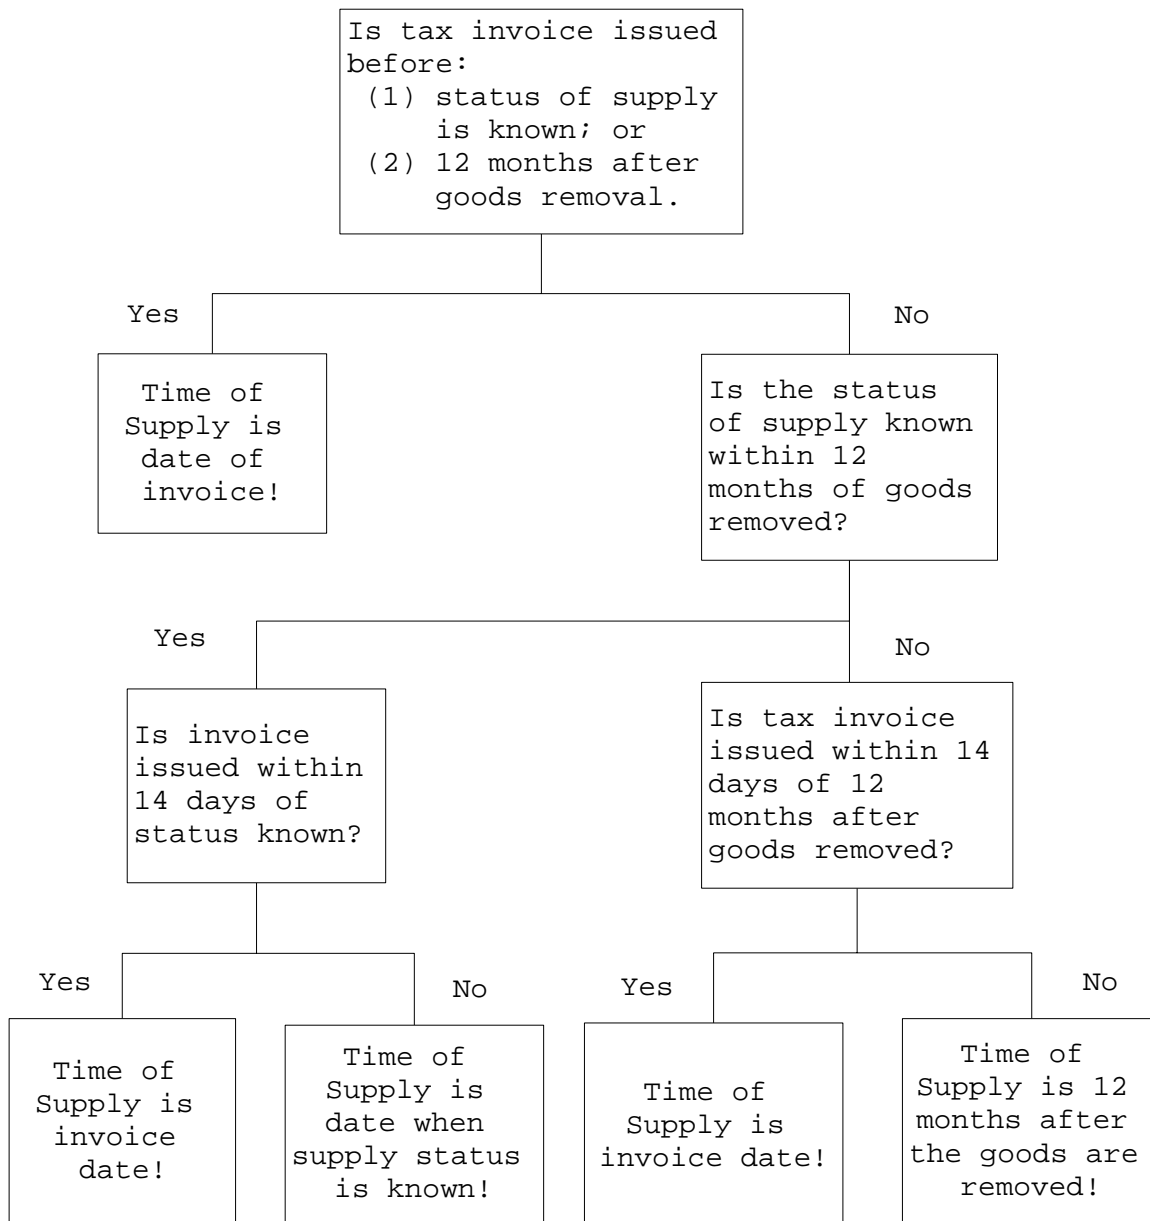 Is tax invoice issued
before:
(1) status of supply
is known; or
(2) 12 months after
goods removal.
Yes
No
Time of
Supply is
date of
invoice!
Is the status
of supply known
within 12
months of goods
removed?
Yes
No
Is invoice
issued within
14 days of
status known?
Is tax invoice
issued within 14
days of 12
months after
goods removed?
Yes
No
Yes
No
Time of
Supply is
invoice
date!
Time of
Supply is
date when
supply status
is known!
Time of
Supply is
invoice date!
Time of
Supply is 12
months after
the goods are
removed!